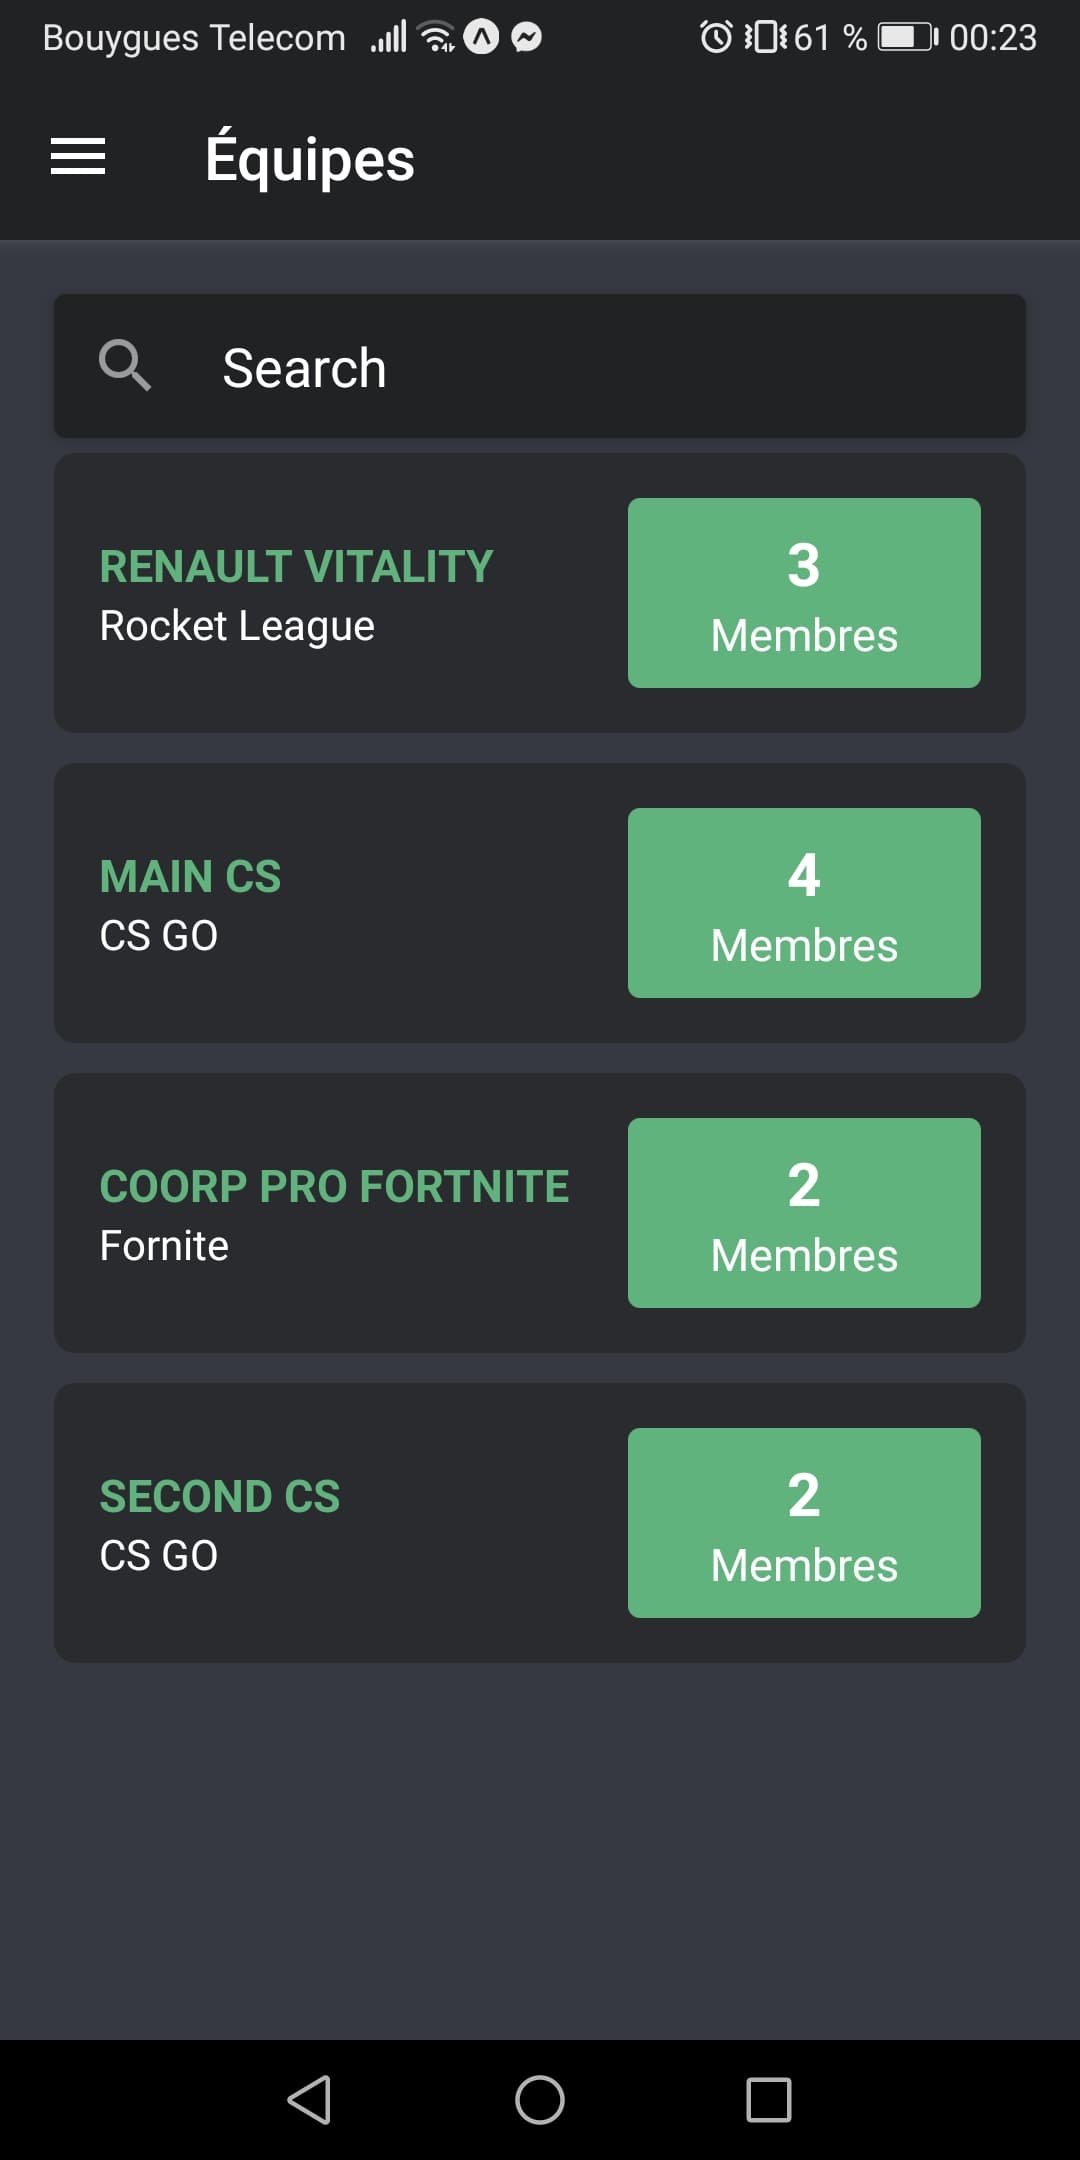 Bouygues Telecom 61 % 00:23
Équipes
Search
RENAULT VITALITY
Rocket League
3
Membres
MAIN CS
CS GO
4
Membres
COORP PRO FORTNITE
Fornite
2
Membres
SECOND CS
CS GO
2
Membres